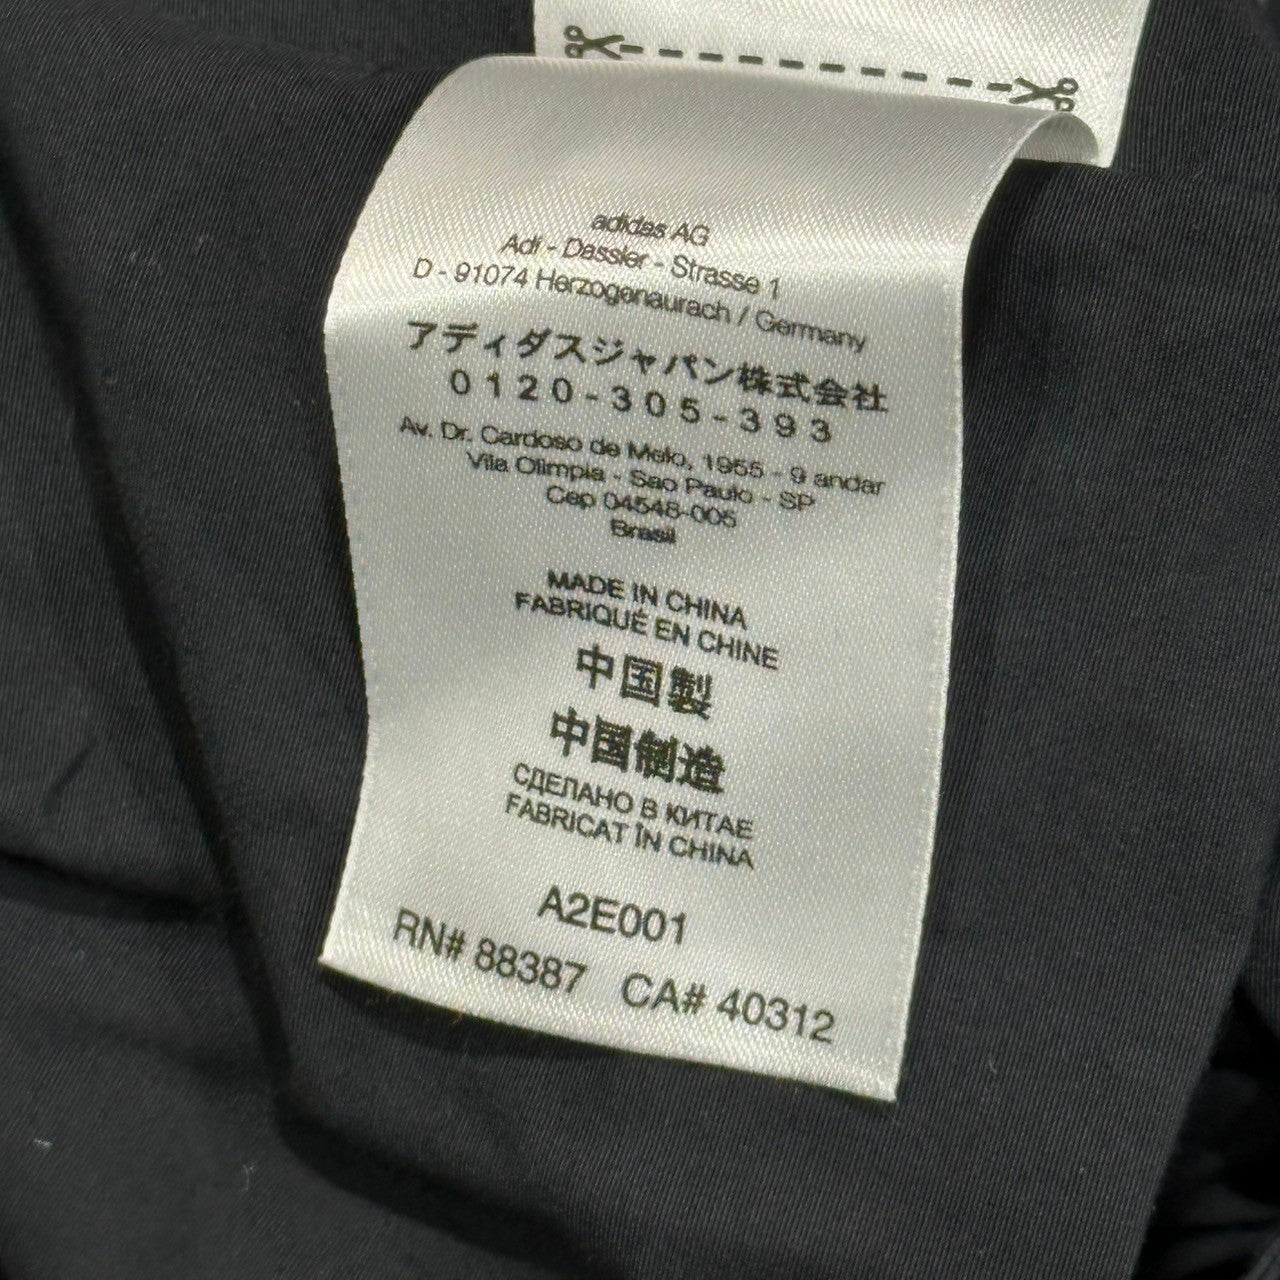 adidas AG
Adi - Dassler - Strasse 1
D - 91074 Herzogenaurach / Germany
アディダスジャパン株式会社
0120-305-393
Av. Dr. Cardoso de Melo, 1955 - 9 andar
Vila Olimpia - Sao Paulo - SP
Cep 04548-005
Brasil
MADE IN CHINA
FABRIQUÉ EN CHINE
中国製
中国制造
СДЕЛАНО В КИТАЕ
FABRICAT ÎN CHINA
A2E001
RN# 88387 CA# 40312